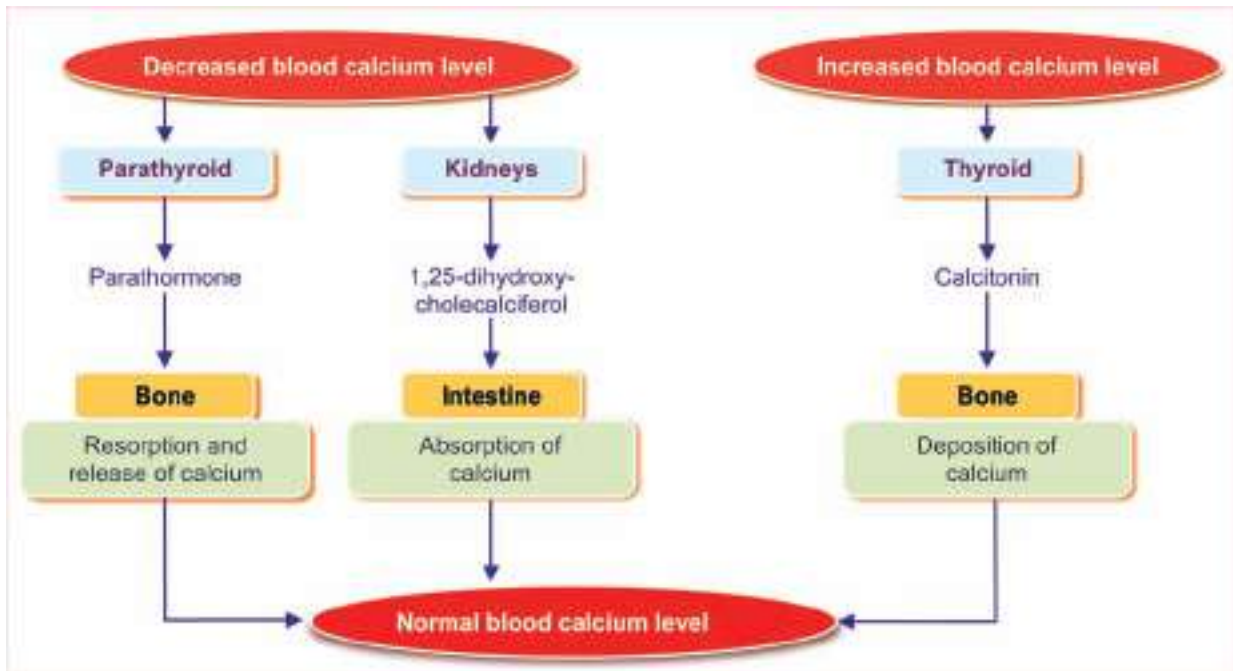 Decreased blood calcium level
Increased blood calcium level
Parathyroid
Kidneys
Thyroid
Parathormone
1,25-dihydroxy-
cholecalciferol
Calcitonin
Bone
Intestine
Bone
Resorption and
release of calcium
Absorption of
calcium
Deposition of
calcium
Normal blood calcium level